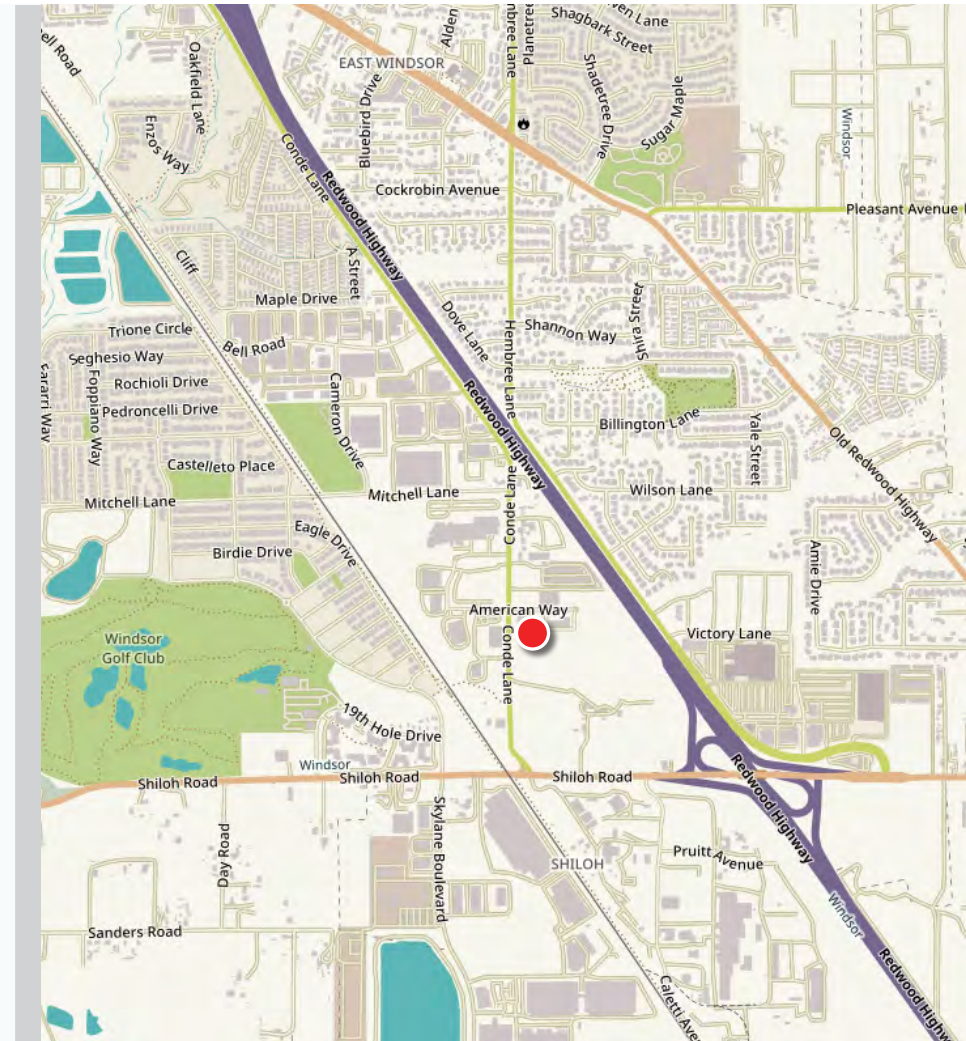 Shagbark Street
Alden
EAST WINDSOR
Oakfield Lane
Bluebird Drive
Shadetree Drive
Sugar Maple
Enzos Way
Conde Lane
Windsor
Redwood Highway
Cockrobin Avenue
Pleasant Avenue
Cliff
A Street
Maple Drive
Dove Lane
Hembree Lane
Shannon Way
Shira Street
Trione Circle
Bell Road
Seghesio Way
Rochioli Drive
Foppiano Way
Pedroncelli Drive
Cameron Drive
Redwood Highway
Billington Lane
Yale Street
Old Redwood Highway
Castelleto Place
Mitchell Lane
Mitchell Lane
Conde Lane
Wilson Lane
Eagle Drive
Birdie Drive
Amie Drive
American Way
Windsor
Golf Club
Conde Lane
Victory Lane
19th Hole Drive
Windsor
Shiloh Road
Shiloh Road
Shiloh Road
Redwood Highway
Day Road
Skylane Boulevard
SHILOH
Pruitt Avenue
Windsor
Sanders Road
Redwood Highw
Caletti Ave